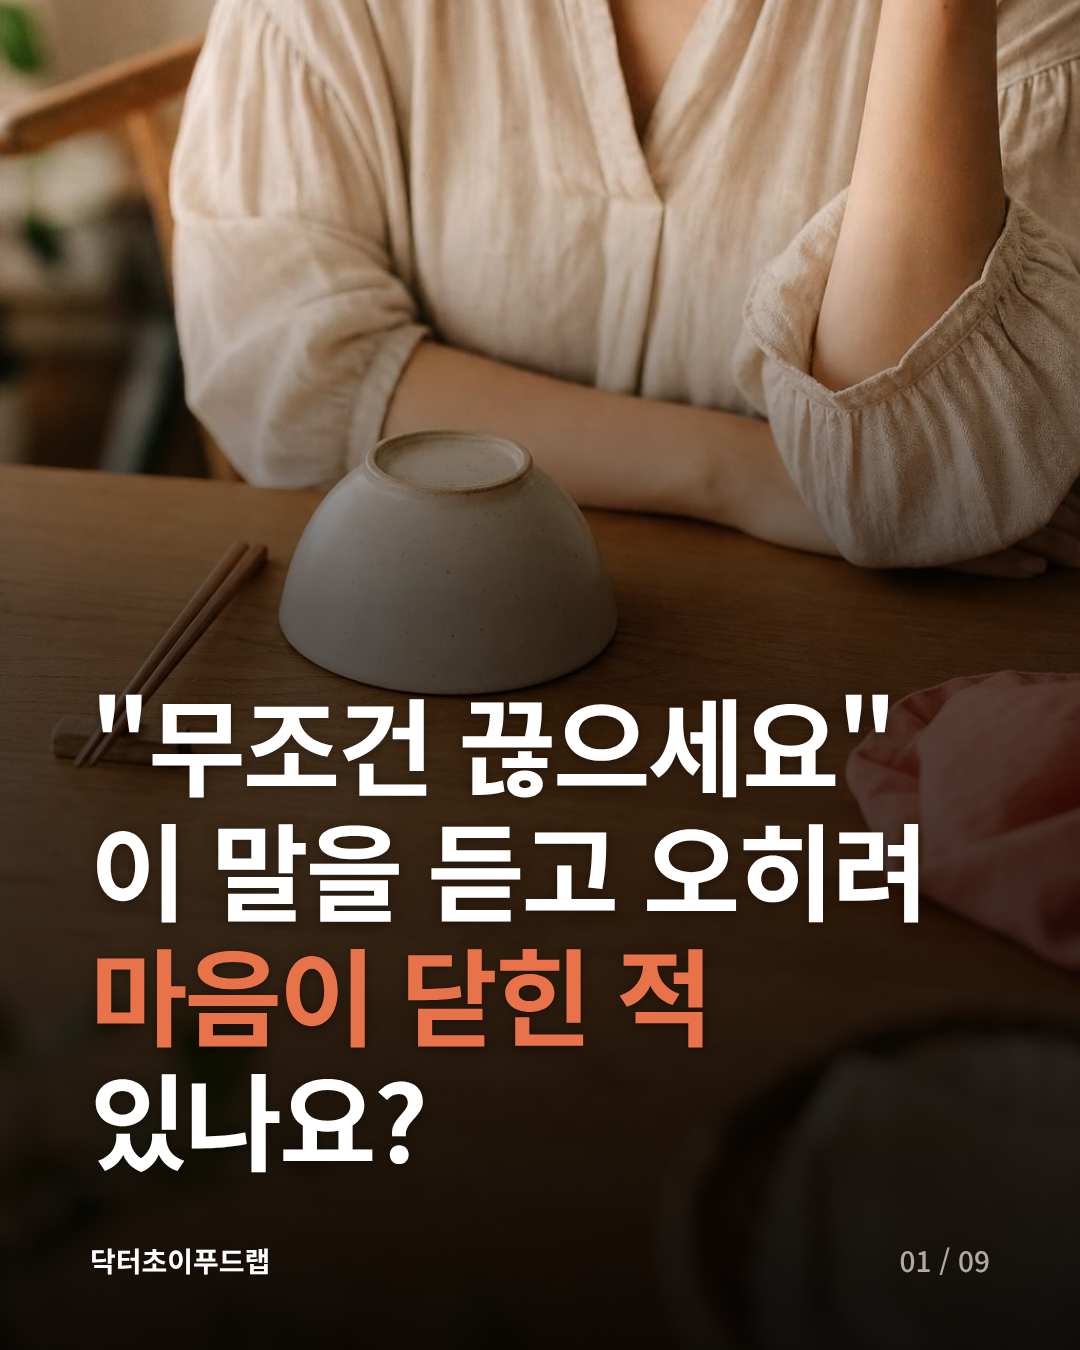 "무조건 끊으세요"
이 말을 듣고 오히려
마음이 닫힌 적
있나요?
닥터초이푸드랩
01 / 09